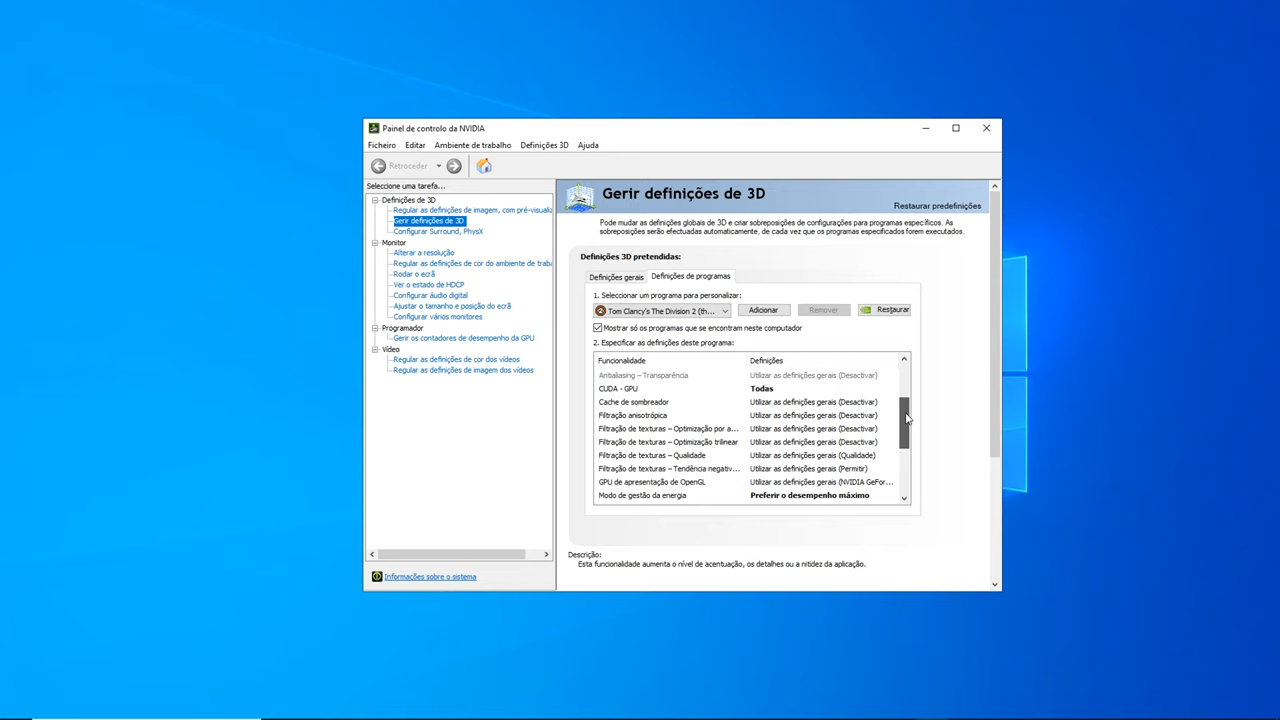 Painel de controlo da NVIDIA
Ficheiro Editar Ambiente de trabalho Definições 3D Ajuda
Retroceder
Seleccione uma tarefa...
Definições de 3D
Regular as definições de imagem, com pré-visualiz
Gerir definições de 3D
Configurar Surround, PhysX
Monitor
Alterar a resolução
Regular as definições de cor do ambiente de traba
Rodar o ecrã
Ver o estado de HDCP
Configurar áudio digital
Ajustar o tamanho e posição do ecrã
Configurar vários monitores
Programador
Gerir os contadores de desempenho da GPU
Vídeo
Regular as definições de cor dos vídeos
Regular as definições de imagem dos vídeos
Informações sobre o sistema
Gerir definições de 3D
Restaurar predefinições
Pode mudar as definições globais de 3D e criar sobreposições de configurações para programas específicos. As
sobreposições serão efectuadas automaticamente, de cada vez que os programas especificados forem executados.
Definições 3D pretendidas:
Definições gerais Definições de programas
1. Seleccionar um programa para personalizar:
Tom Clancy's The Division 2 (th... Adicionar Remover Restaurar
Mostrar só os programas que se encontram neste computador
2. Especificar as definições deste programa:
Funcionalidade Definições
Antialiasing – Transparência Utilizar as definições gerais (Desactivar)
CUDA - GPU Todas
Cache de sombreador Utilizar as definições gerais (Desactivar)
Filtração anisotrópica Utilizar as definições gerais (Desactivar)
Filtração de texturas – Optimização por a... Utilizar as definições gerais (Desactivar)
Filtração de texturas – Optimização trilinear Utilizar as definições gerais (Desactivar)
Filtração de texturas – Qualidade Utilizar as definições gerais (Qualidade)
Filtração de texturas – Tendência negativ... Utilizar as definições gerais (Permitir)
GPU de apresentação de OpenGL Utilizar as definições gerais (NVIDIA GeFor...
Modo de gestão da energia Preferir o desempenho máximo
Descrição:
Esta funcionalidade aumenta o nível de acentuação, os detalhes ou a nitidez da aplicação.